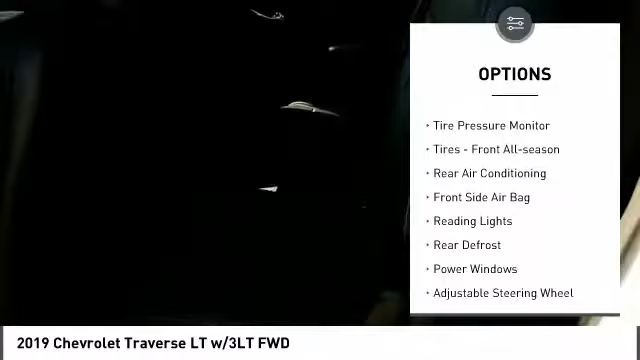 OPTIONS
· Tire Pressure Monitor
· Tires - Front All-season
· Rear Air Conditioning
· Front Side Air Bag
· Reading Lights
· Rear Defrost
· Power Windows
· Adjustable Steering Wheel
2019 Chevrolet Traverse LT w/3LT FWD